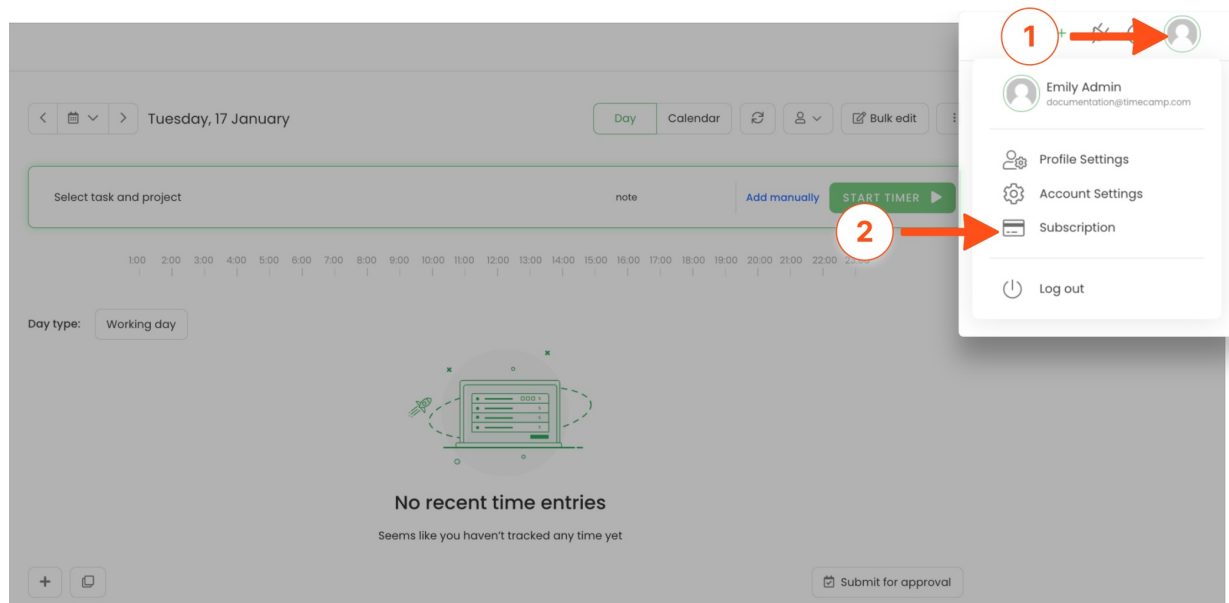 1
Emily Admin
documentation@timecamp.com
Tuesday, 17 January
Day Calendar Bulk edit
Profile Settings
Account Settings
Select task and project note Add manually START TIMER
2
Subscription
1:00 2:00 3:00 4:00 5:00 6:00 7:00 8:00 9:00 10:00 11:00 12:00 13:00 14:00 15:00 16:00 17:00 18:00 19:00 20:00 21:00 22:00 23:00
Log out
Day type: Working day
No recent time entries
Seems like you haven't tracked any time yet
+ Submit for approval